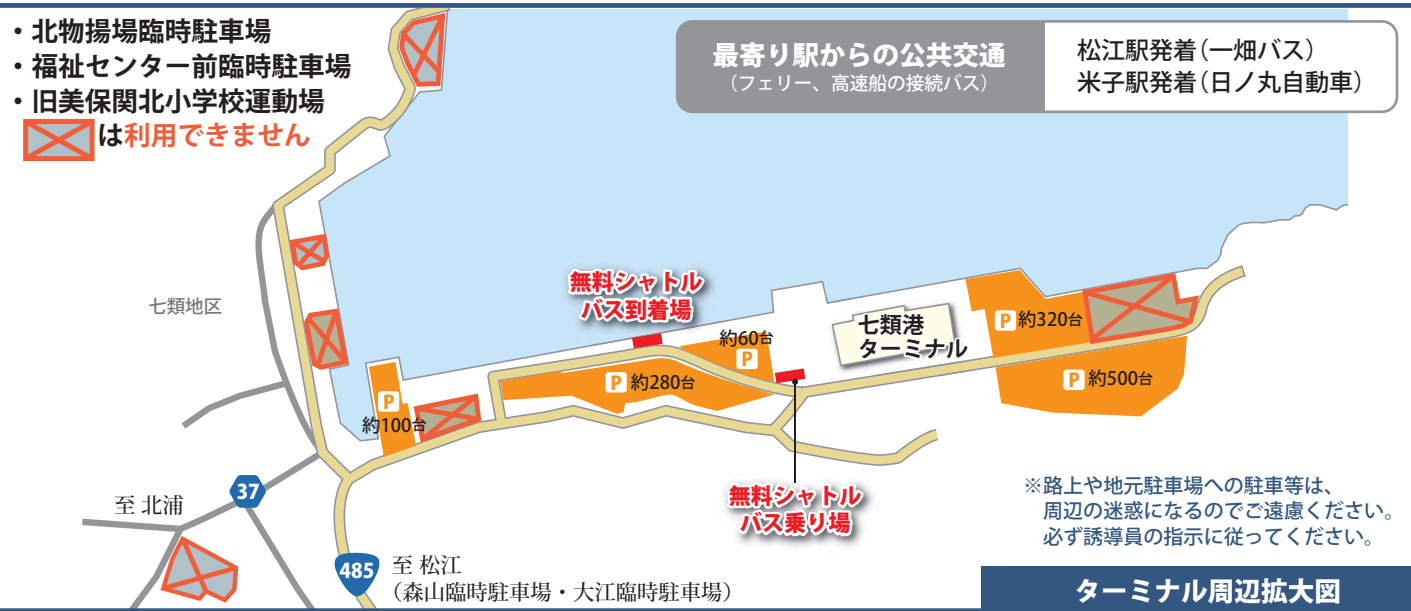 ・北物揚場臨時駐車場
・福祉センター前臨時駐車場
・旧美保関北小学校運動場
は利用できません
最寄り駅からの公共交通
（フェリー、高速船の接続バス）
松江駅発着（一畑バス）
米子駅発着（日ノ丸自動車）
七類地区
無料シャトル
バス到着場
約60台
P
七類港
ターミナル
P 約320台
P 約280台
P 約500台
P
約100台
無料シャトル
バス乗り場
37
至 北浦
485
至 松江
（森山臨時駐車場・大江臨時駐車場）
※路上や地元駐車場への駐車等は、
周辺の迷惑になるのでご遠慮ください。
必ず誘導員の指示に従ってください。
ターミナル周辺拡大図